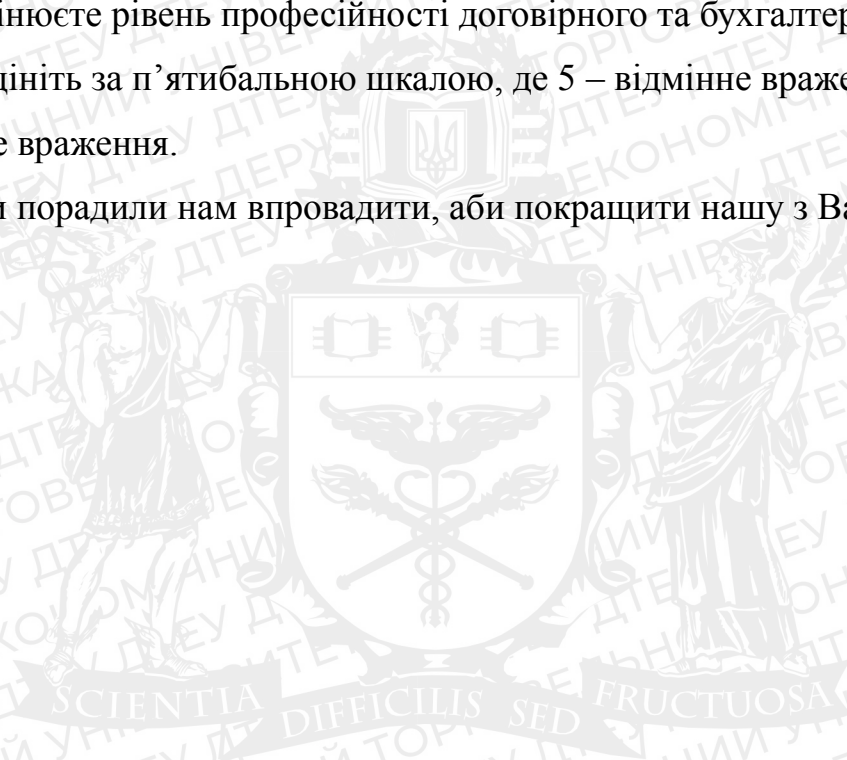 інюєте рівень професійності договірного та бухгалтер
цініть за п’ятибальною шкалою, де 5 – відмінне враже
е враження.
и порадили нам впровадити, аби покращити нашу з Ва
SCIENTIA DIFFICILIS SED FRUCTUOSA